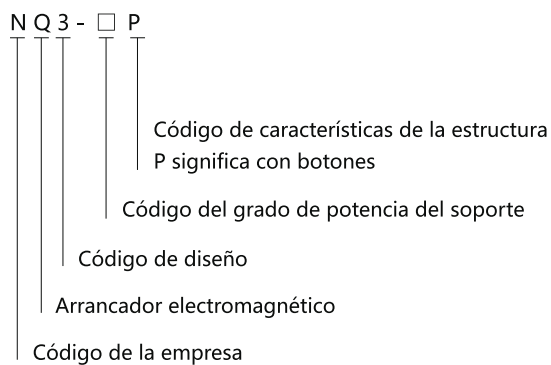 N Q 3 - □ P
Código de características de la estructura
P significa con botones
Código del grado de potencia del soporte
Código de diseño
Arrancador electromagnético
Código de la empresa